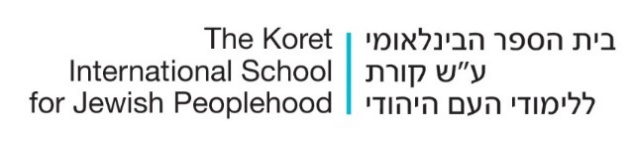 The Koret
International School
for Jewish Peoplehood
בית הספר הבינלאומי
ע״ש קורת
ללימודי העם היהודי